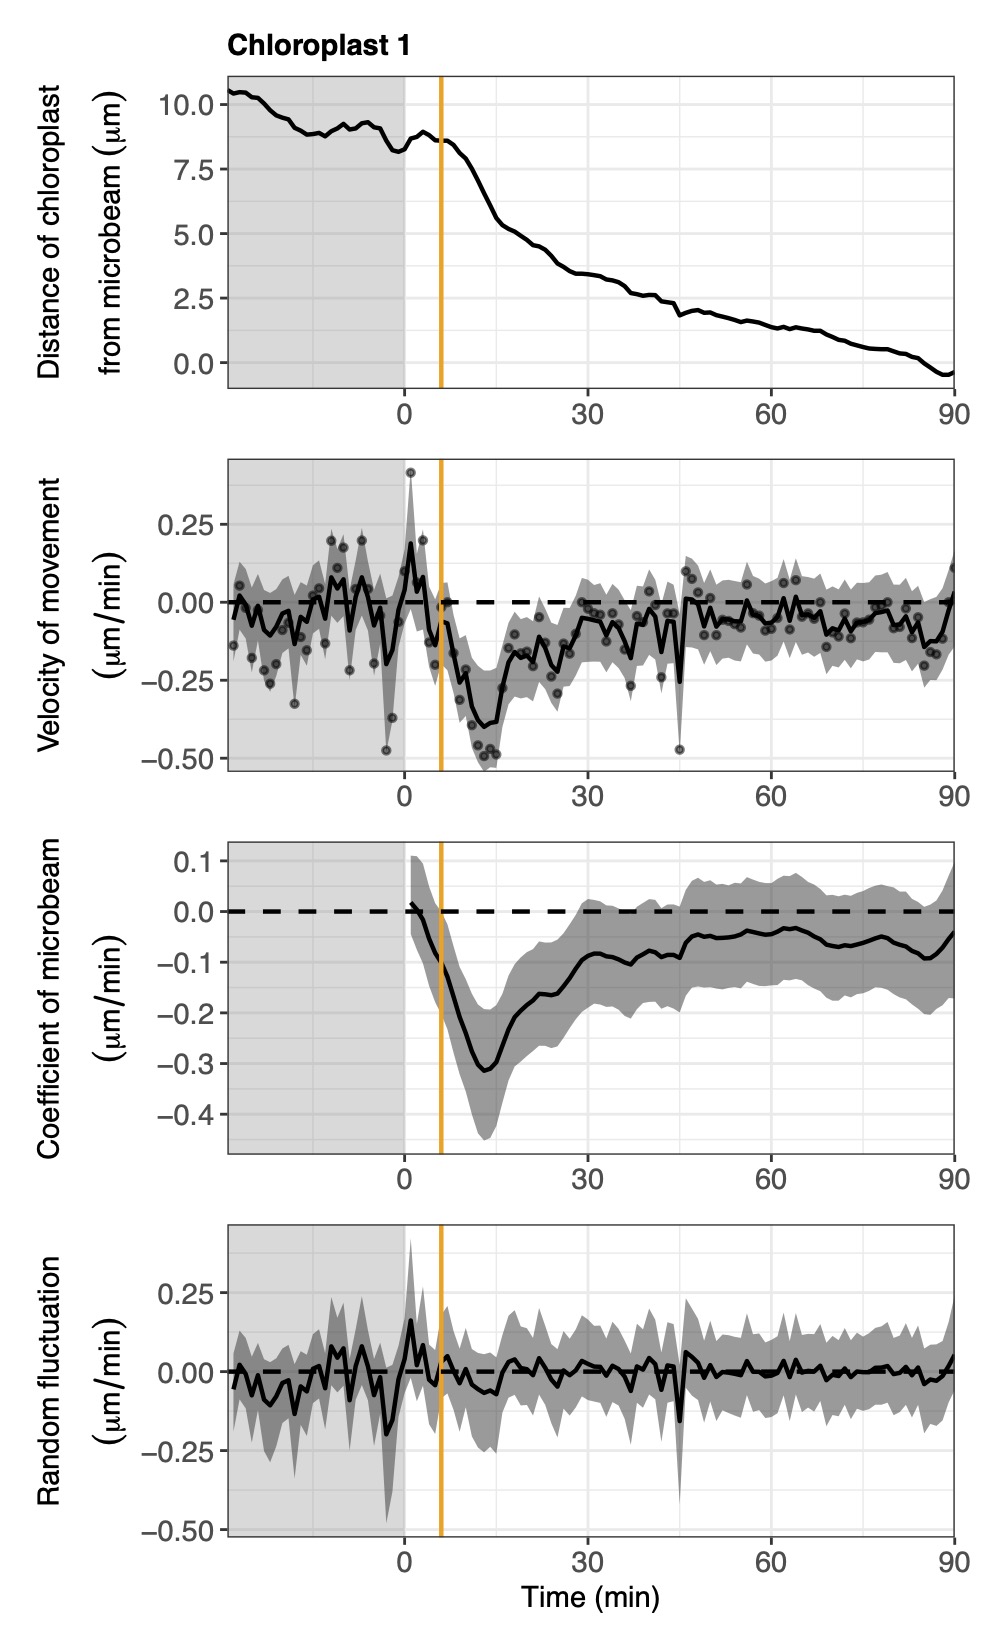 Chloroplast 1
Distance of chloroplast
from microbeam (μm)
10.0
7.5
5.0
2.5
0.0
0 30 60 90
Velocity of movement
(μm/min)
0.25
0.00
−0.25
−0.50
0 30 60 90
Coefficient of microbeam
(μm/min)
0.1
0.0
−0.1
−0.2
−0.3
−0.4
0 30 60 90
Random fluctuation
(μm/min)
0.25
0.00
−0.25
−0.50
0 30 60 90
Time (min)